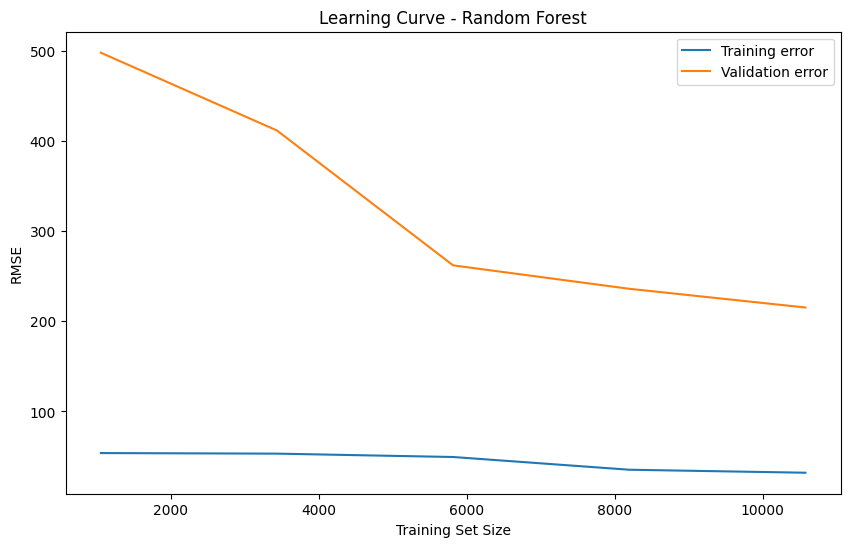 Learning Curve - Random Forest
Training error
Validation error
500
400
300
200
100
RMSE
2000
4000
6000
8000
10000
Training Set Size